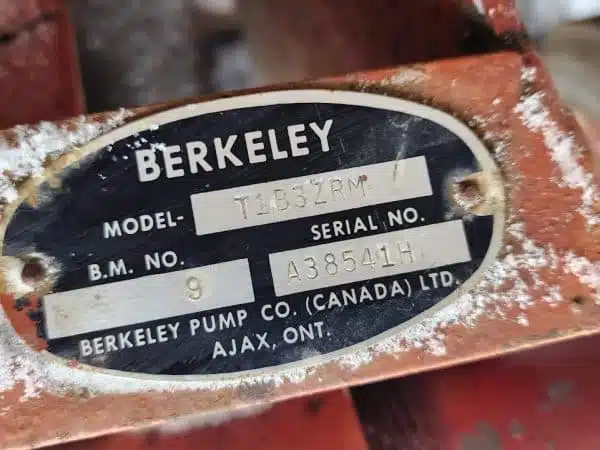 BERKELEY
MODEL- T1B3ZRM
B.M. NO. SERIAL NO.
9 A38541H
BERKELEY PUMP CO. (CANADA) LTD.
AJAX, ONT.